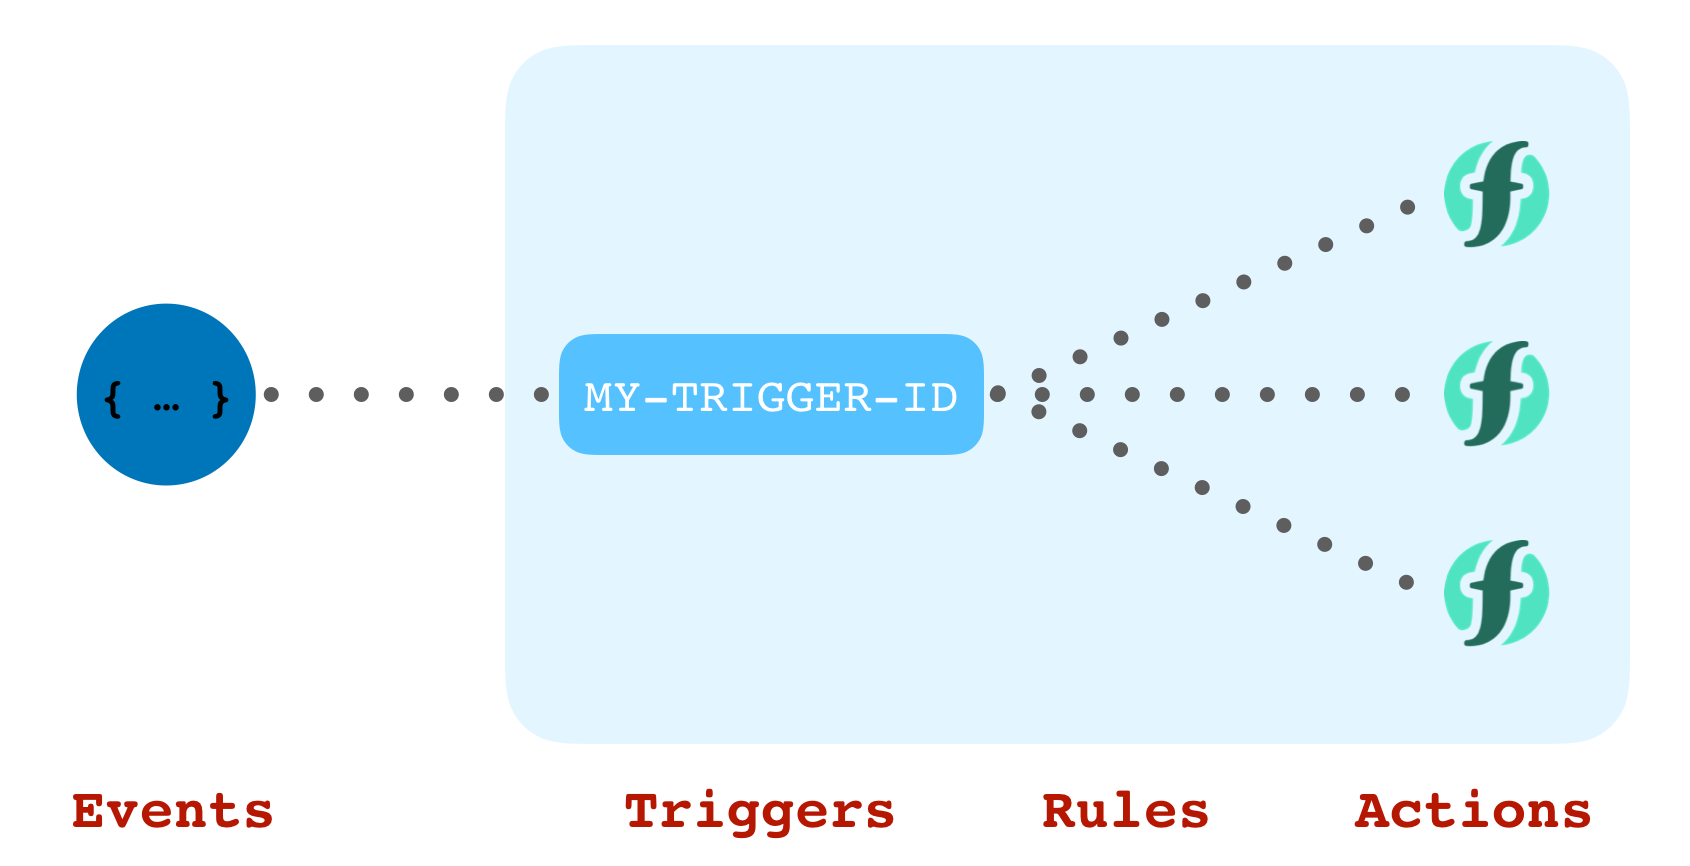 { … }
MY-TRIGGER-ID
Events
Triggers
Rules
Actions